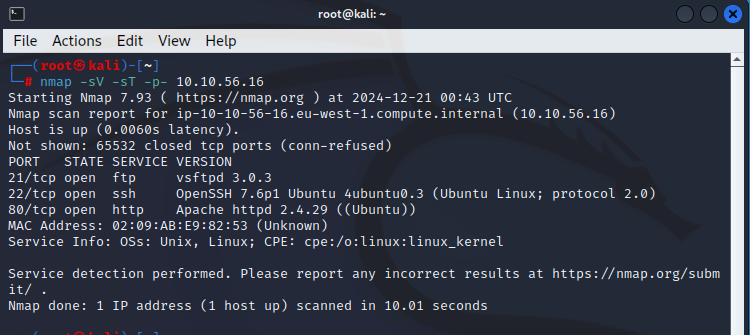 root@kali: ~
File Actions Edit View Help
┌──(root㉿kali)-[~]
└─# nmap -sV -sT -p- 10.10.56.16
Starting Nmap 7.93 ( https://nmap.org ) at 2024-12-21 00:43 UTC
Nmap scan report for ip-10-10-56-16.eu-west-1.compute.internal (10.10.56.16)
Host is up (0.0060s latency).
Not shown: 65532 closed tcp ports (conn-refused)
PORT   STATE SERVICE VERSION
21/tcp open  ftp     vsftpd 3.0.3
22/tcp open  ssh     OpenSSH 7.6p1 Ubuntu 4ubuntu0.3 (Ubuntu Linux; protocol 2.0)
80/tcp open  http    Apache httpd 2.4.29 ((Ubuntu))
MAC Address: 02:09:AB:E9:82:53 (Unknown)
Service Info: OSs: Unix, Linux; CPE: cpe:/o:linux:linux_kernel
Service detection performed. Please report any incorrect results at https://nmap.org/subm
it/ .
Nmap done: 1 IP address (1 host up) scanned in 10.01 seconds